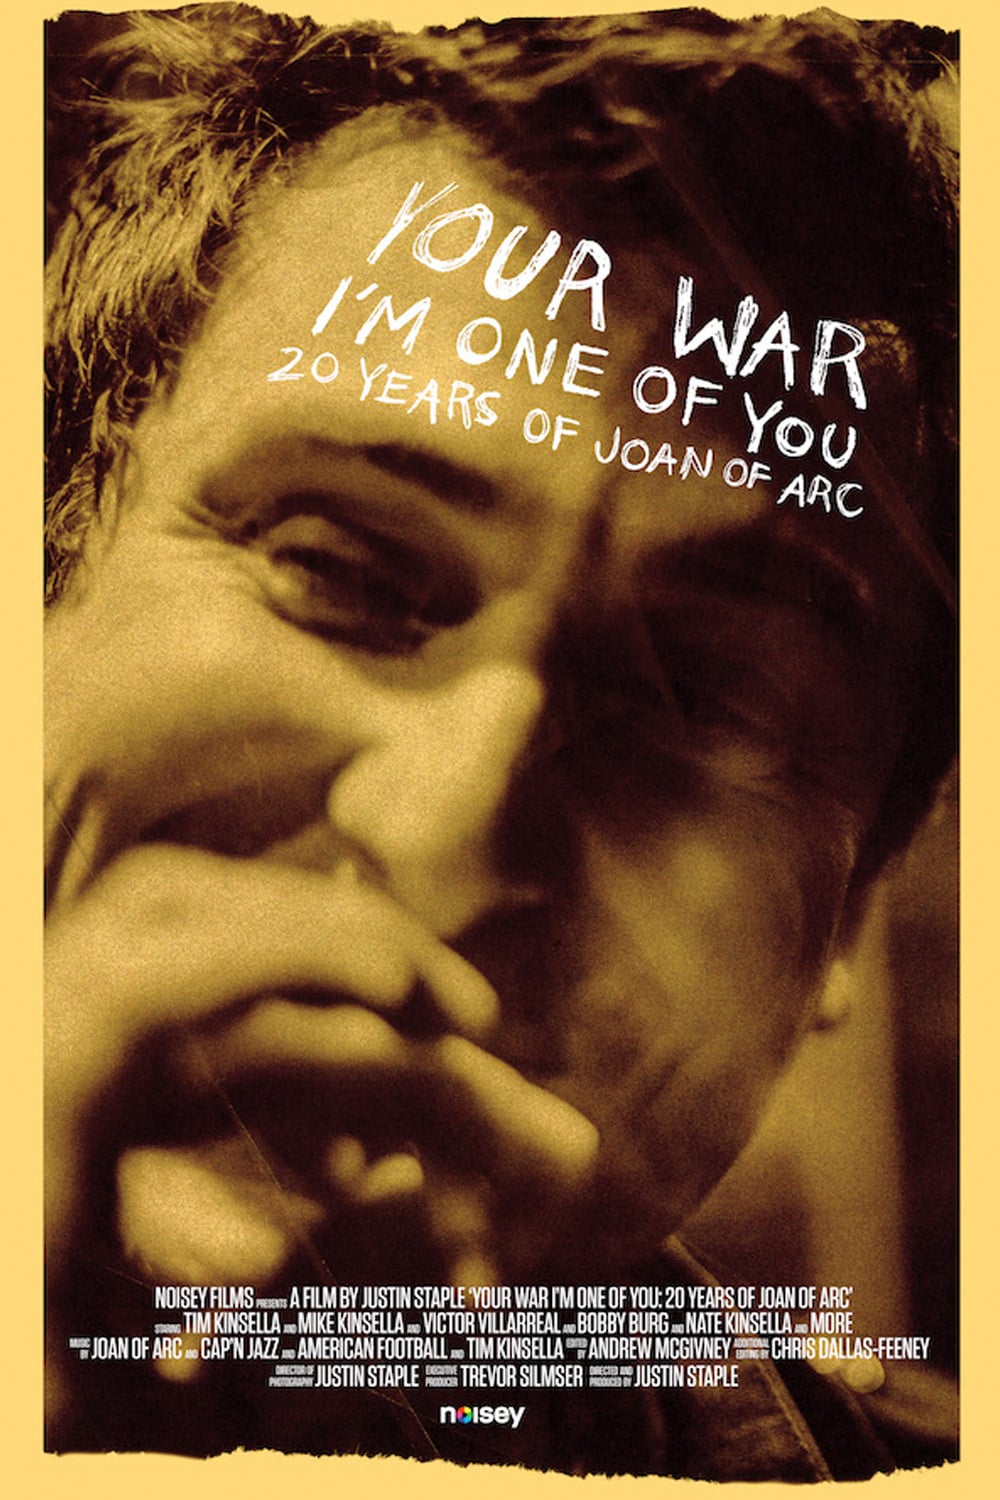 YOUR WAR
I'M ONE OF YOU
20 YEARS OF JOAN OF ARC
NOISEY FILMS PRESENTS A FILM BY JUSTIN STAPLE 'YOUR WAR I'M ONE OF YOU: 20 YEARS OF JOAN OF ARC'
STARRING TIM KINSELLA AND MIKE KINSELLA AND VICTOR VILLARREAL AND BOBBY BURG AND NATE KINSELLA AND MORE
MUSIC BY JOAN OF ARC AND CAP'N JAZZ AND AMERICAN FOOTBALL AND TIM KINSELLA EDITED BY ANDREW MCGIVNEY ADDITIONAL EDITING BY CHRIS DALLAS-FEENEY
DIRECTOR OF PHOTOGRAPHY JUSTIN STAPLE EXECUTIVE PRODUCER TREVOR SILMSER DIRECTED AND PRODUCED BY JUSTIN STAPLE
noisey